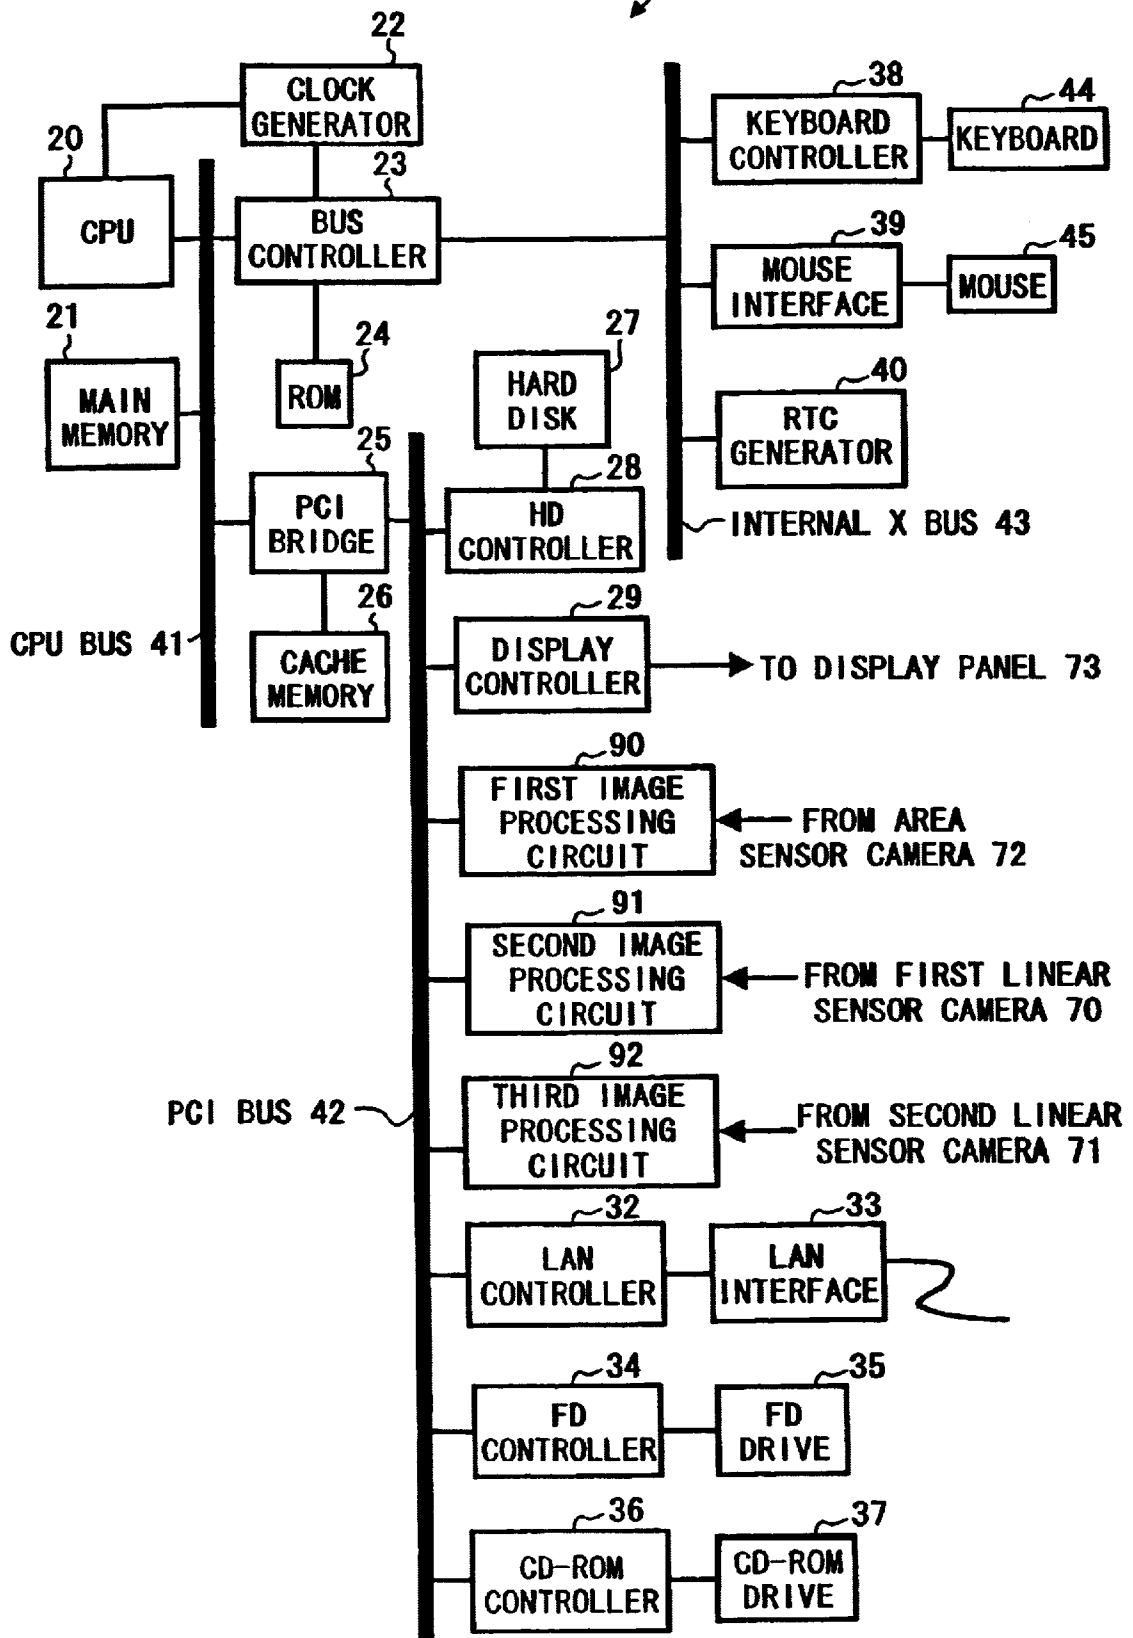 22
CLOCK
GENERATOR
20
CPU
23
BUS
CONTROLLER
21
MAIN
MEMORY
24
ROM
25
PCI
BRIDGE
26
CACHE
MEMORY
CPU BUS 41
27
HARD
DISK
28
HD
CONTROLLER
38
KEYBOARD
CONTROLLER
44
KEYBOARD
39
MOUSE
INTERFACE
45
MOUSE
40
RTC
GENERATOR
INTERNAL X BUS 43
29
DISPLAY
CONTROLLER
TO DISPLAY PANEL 73
90
FIRST IMAGE
PROCESSING
CIRCUIT
FROM AREA
SENSOR CAMERA 72
91
SECOND IMAGE
PROCESSING
CIRCUIT
FROM FIRST LINEAR
SENSOR CAMERA 70
PCI BUS 42
92
THIRD IMAGE
PROCESSING
CIRCUIT
FROM SECOND LINEAR
SENSOR CAMERA 71
32
LAN
CONTROLLER
33
LAN
INTERFACE
34
FD
CONTROLLER
35
FD
DRIVE
36
CD-ROM
CONTROLLER
37
CD-ROM
DRIVE